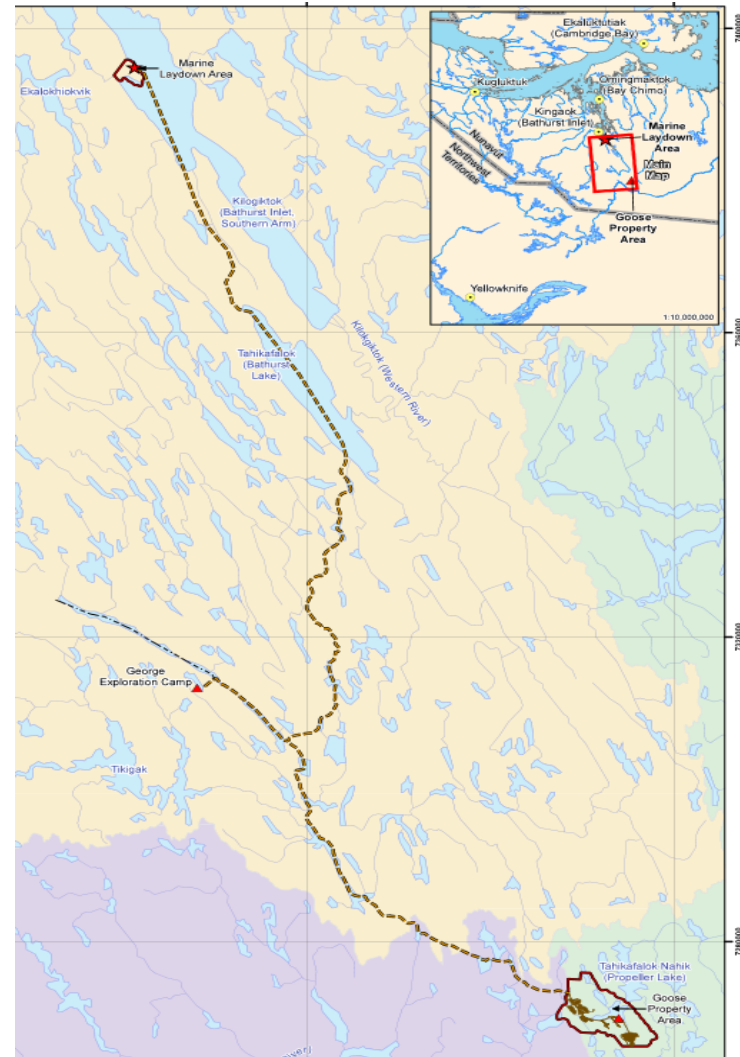 Marine
Laydown Area
Ekalokhiokvik
Kilogiktok
(Bathurst Inlet,
Southern Arm)
Tahikafalok
(Bathurst
Lake)
Kilokgiktok (Western River)
George
Exploration Camp
Tikigak
Tahikafalok Nahik
(Propeller Lake)
Goose
Property
Area
River)
Ekaluktutiak
(Cambridge Bay)
Kugluktuk
Omingmaktok
(Bay Chimo)
Kingaok
(Bathurst Inlet)
Marine
Laydown
Area
Nunavut
Northwest
Territories
Main
Map
Goose
Property
Area
Yellowknife
1:10,000,000